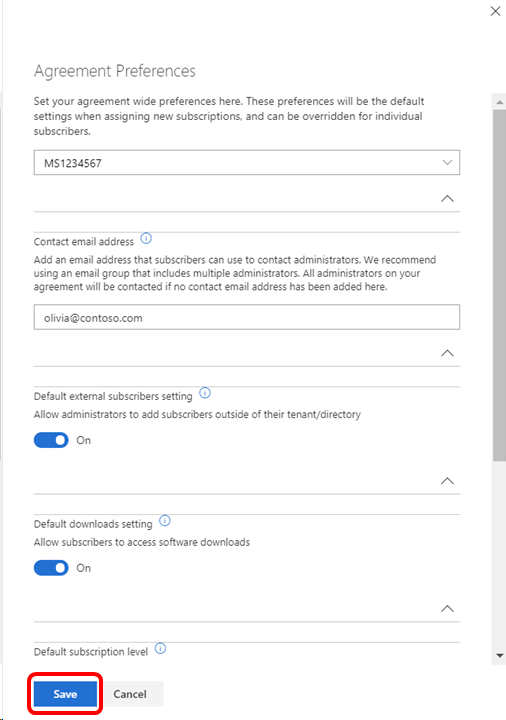 Agreement Preferences
Set your agreement wide preferences here. These preferences will be the default
settings when assigning new subscriptions, and can be overridden for individual
subscribers.
MS1234567
Contact email address
Add an email address that subscribers can use to contact administrators. We recommend
using an email group that includes multiple administrators. All administrators on your
agreement will be contacted if no contact email address has been added here.
olivia@contoso.com
Default external subscribers setting
Allow administrators to add subscribers outside of their tenant/directory
On
Default downloads setting
Allow subscribers to access software downloads
On
Default subscription level
Save Cancel